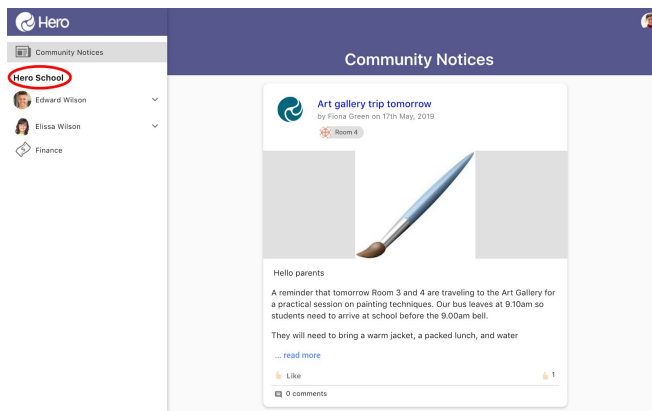 Hero
Community Notices
Hero School
Edward Wilson
Elissa Wilson
Finance
Community Notices
Art gallery trip tomorrow
by Fiona Green on 17th May, 2019
Room 4
Hello parents
A reminder that tomorrow Room 3 and 4 are traveling to the Art Gallery for
a practical session on painting techniques. Our bus leaves at 9.10am so
students need to arrive at school before the 9.00am bell.
They will need to bring a warm jacket, a packed lunch, and water
... read more
Like
1
0 comments